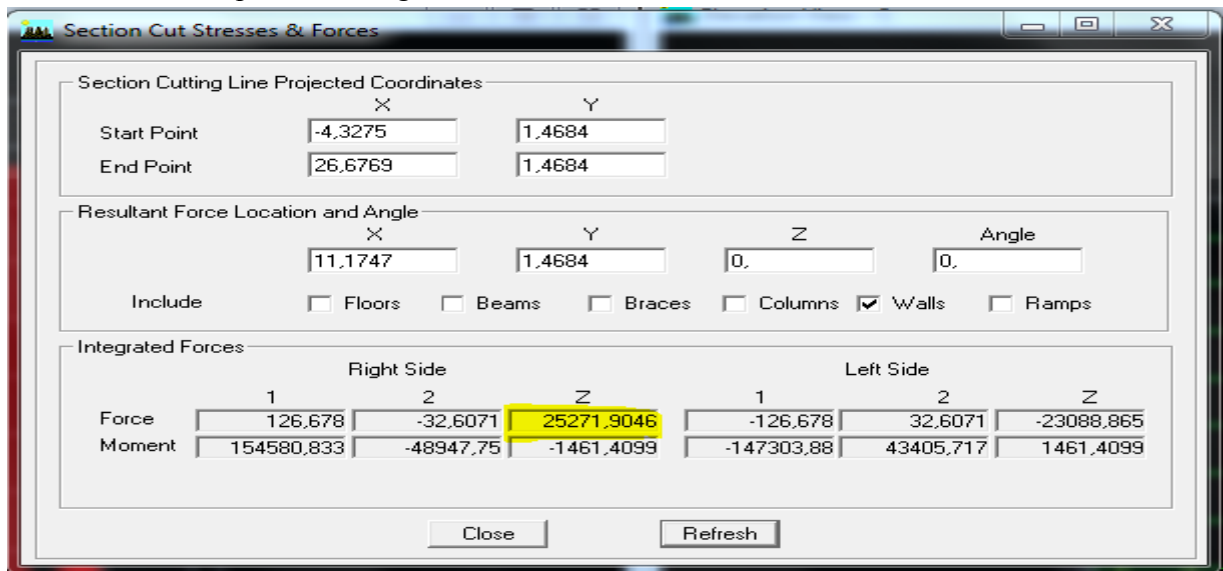 Section Cut Stresses & Forces
Section Cutting Line Projected Coordinates
X Y
Start Point -4,3275 1,4684
End Point 26,6769 1,4684
Resultant Force Location and Angle
X Y Z Angle
11,1747 1,4684 0, 0,
Include Floors Beams Braces Columns Walls Ramps
Integrated Forces
Right Side Left Side
1 2 Z 1 2 Z
Force 126,678 -32,6071 25271,9046 -126,678 32,6071 -23088,865
Moment 154580,833 -48947,75 -1461,4099 -147303,88 43405,717 1461,4099
Close Refresh